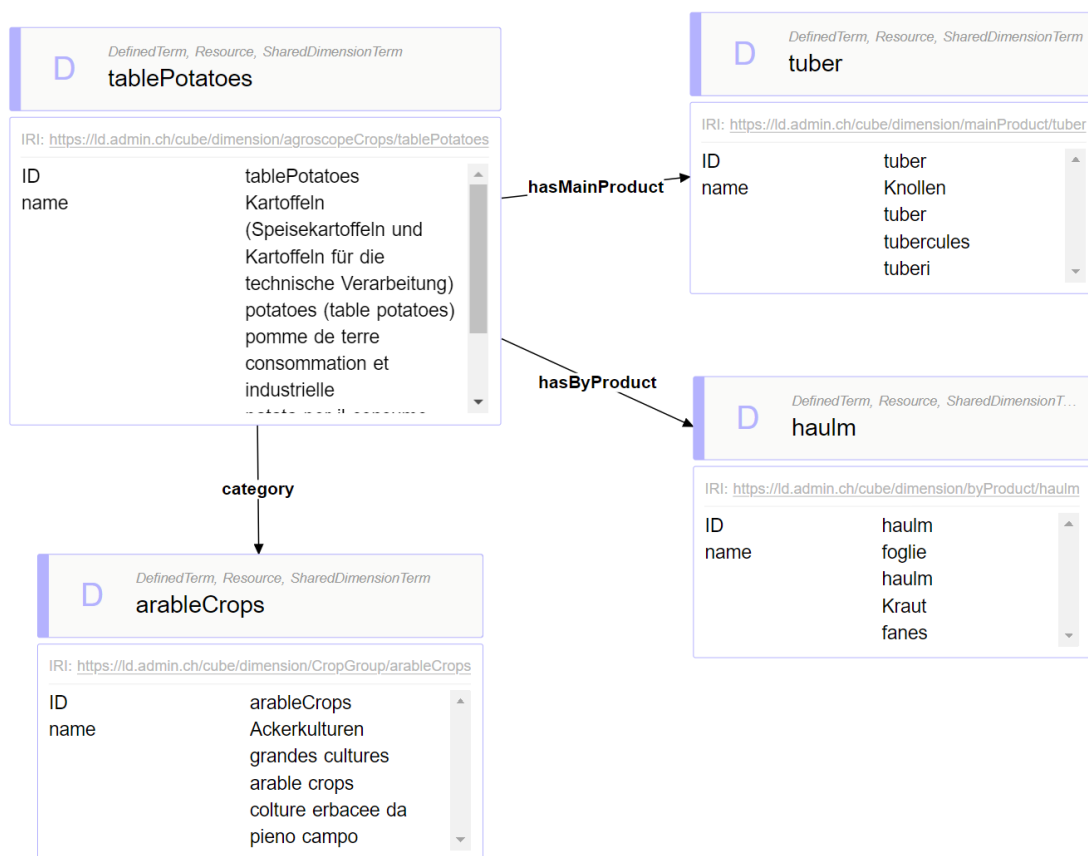 DefinedTerm, Resource, SharedDimensionTerm
D
tablePotatoes
IRI: https://ld.admin.ch/cube/dimension/agroscopeCrops/tablePotatoes
ID tablePotatoes
name Kartoffeln
(Speisekartoffeln und
Kartoffeln für die
technische Verarbeitung)
potatoes (table potatoes)
pomme de terre
consommation et
industrielle
hasMainProduct
DefinedTerm, Resource, SharedDimensionTerm
D
tuber
IRI: https://ld.admin.ch/cube/dimension/mainProduct/tuber
ID tuber
name Knollen
tuber
tubercules
tuberi
hasByProduct
DefinedTerm, Resource, SharedDimensionT...
D
haulm
IRI: https://ld.admin.ch/cube/dimension/byProduct/haulm
ID haulm
name foglie
haulm
Kraut
fanes
category
DefinedTerm, Resource, SharedDimensionTerm
D
arableCrops
IRI: https://ld.admin.ch/cube/dimension/CropGroup/arableCrops
ID arableCrops
name Ackerkulturen
grandes cultures
arable crops
colture erbacee da
pieno campo